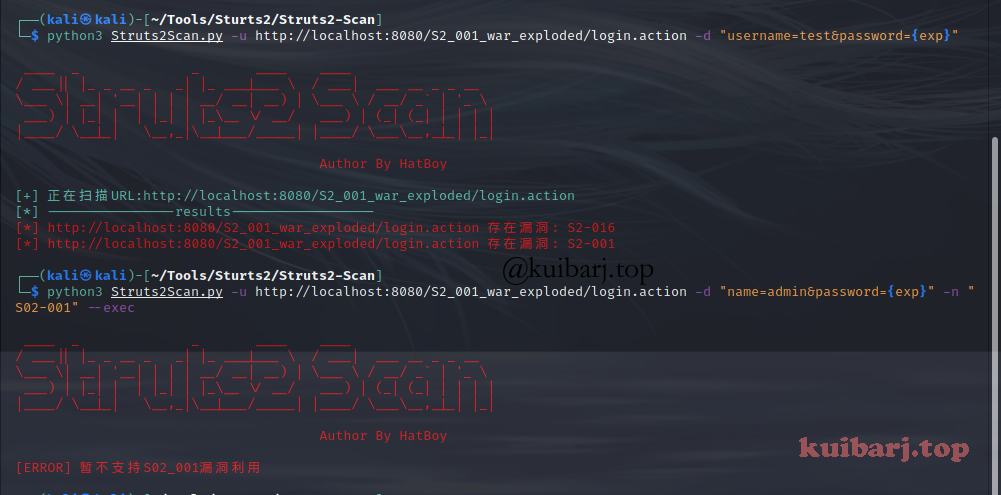 ┌──(kali㉿kali)-[~/Tools/Sturts2/Struts2-Scan]
└─$ python3 Struts2Scan.py -u http://localhost:8080/S2_001_war_exploded/login.action -d "username=test&password={exp}"
Author By HatBoy
[+] 正在扫描URL:http://localhost:8080/S2_001_war_exploded/login.action
[*] ----------------results------------------
[*] http://localhost:8080/S2_001_war_exploded/login.action 存在漏洞: S2-016
[*] http://localhost:8080/S2_001_war_exploded/login.action 存在漏洞: S2-001
@kuibarj.top
┌──(kali㉿kali)-[~/Tools/Sturts2/Struts2-Scan]
└─$ python3 Struts2Scan.py -u http://localhost:8080/S2_001_war_exploded/login.action -d "name=admin&password={exp}" -n "
S02-001" --exec
Author By HatBoy
kuibarj.top
[ERROR] 暂不支持S02_001漏洞利用